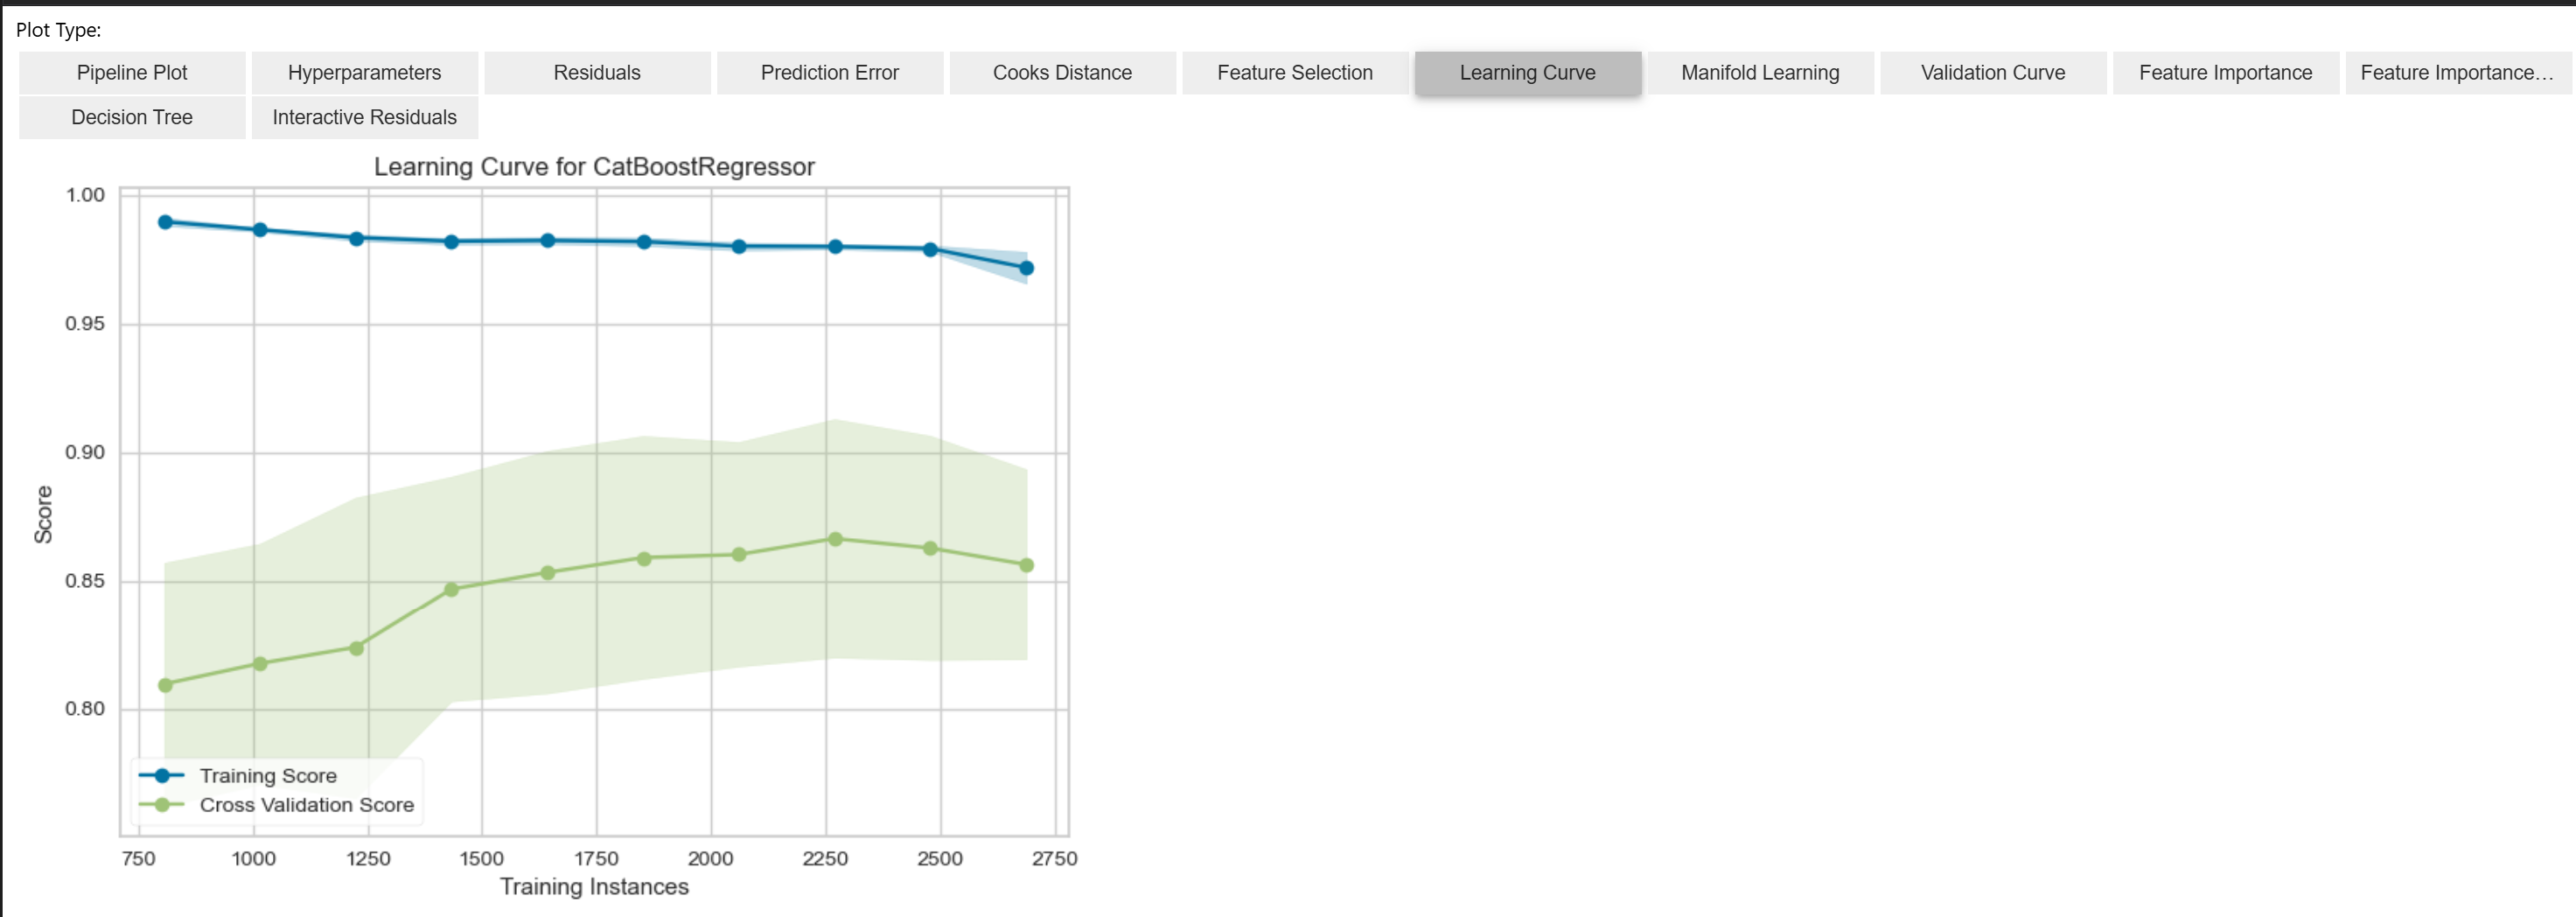 Plot Type:
Pipeline Plot Hyperparameters Residuals Prediction Error Cooks Distance Feature Selection Learning Curve Manifold Learning Validation Curve Feature Importance Feature Importance...
Decision Tree Interactive Residuals
Learning Curve for CatBoostRegressor
1.00
0.95
0.90
0.85
0.80
Score
Training Score
Cross Validation Score
750 1000 1250 1500 1750 2000 2250 2500 2750
Training Instances